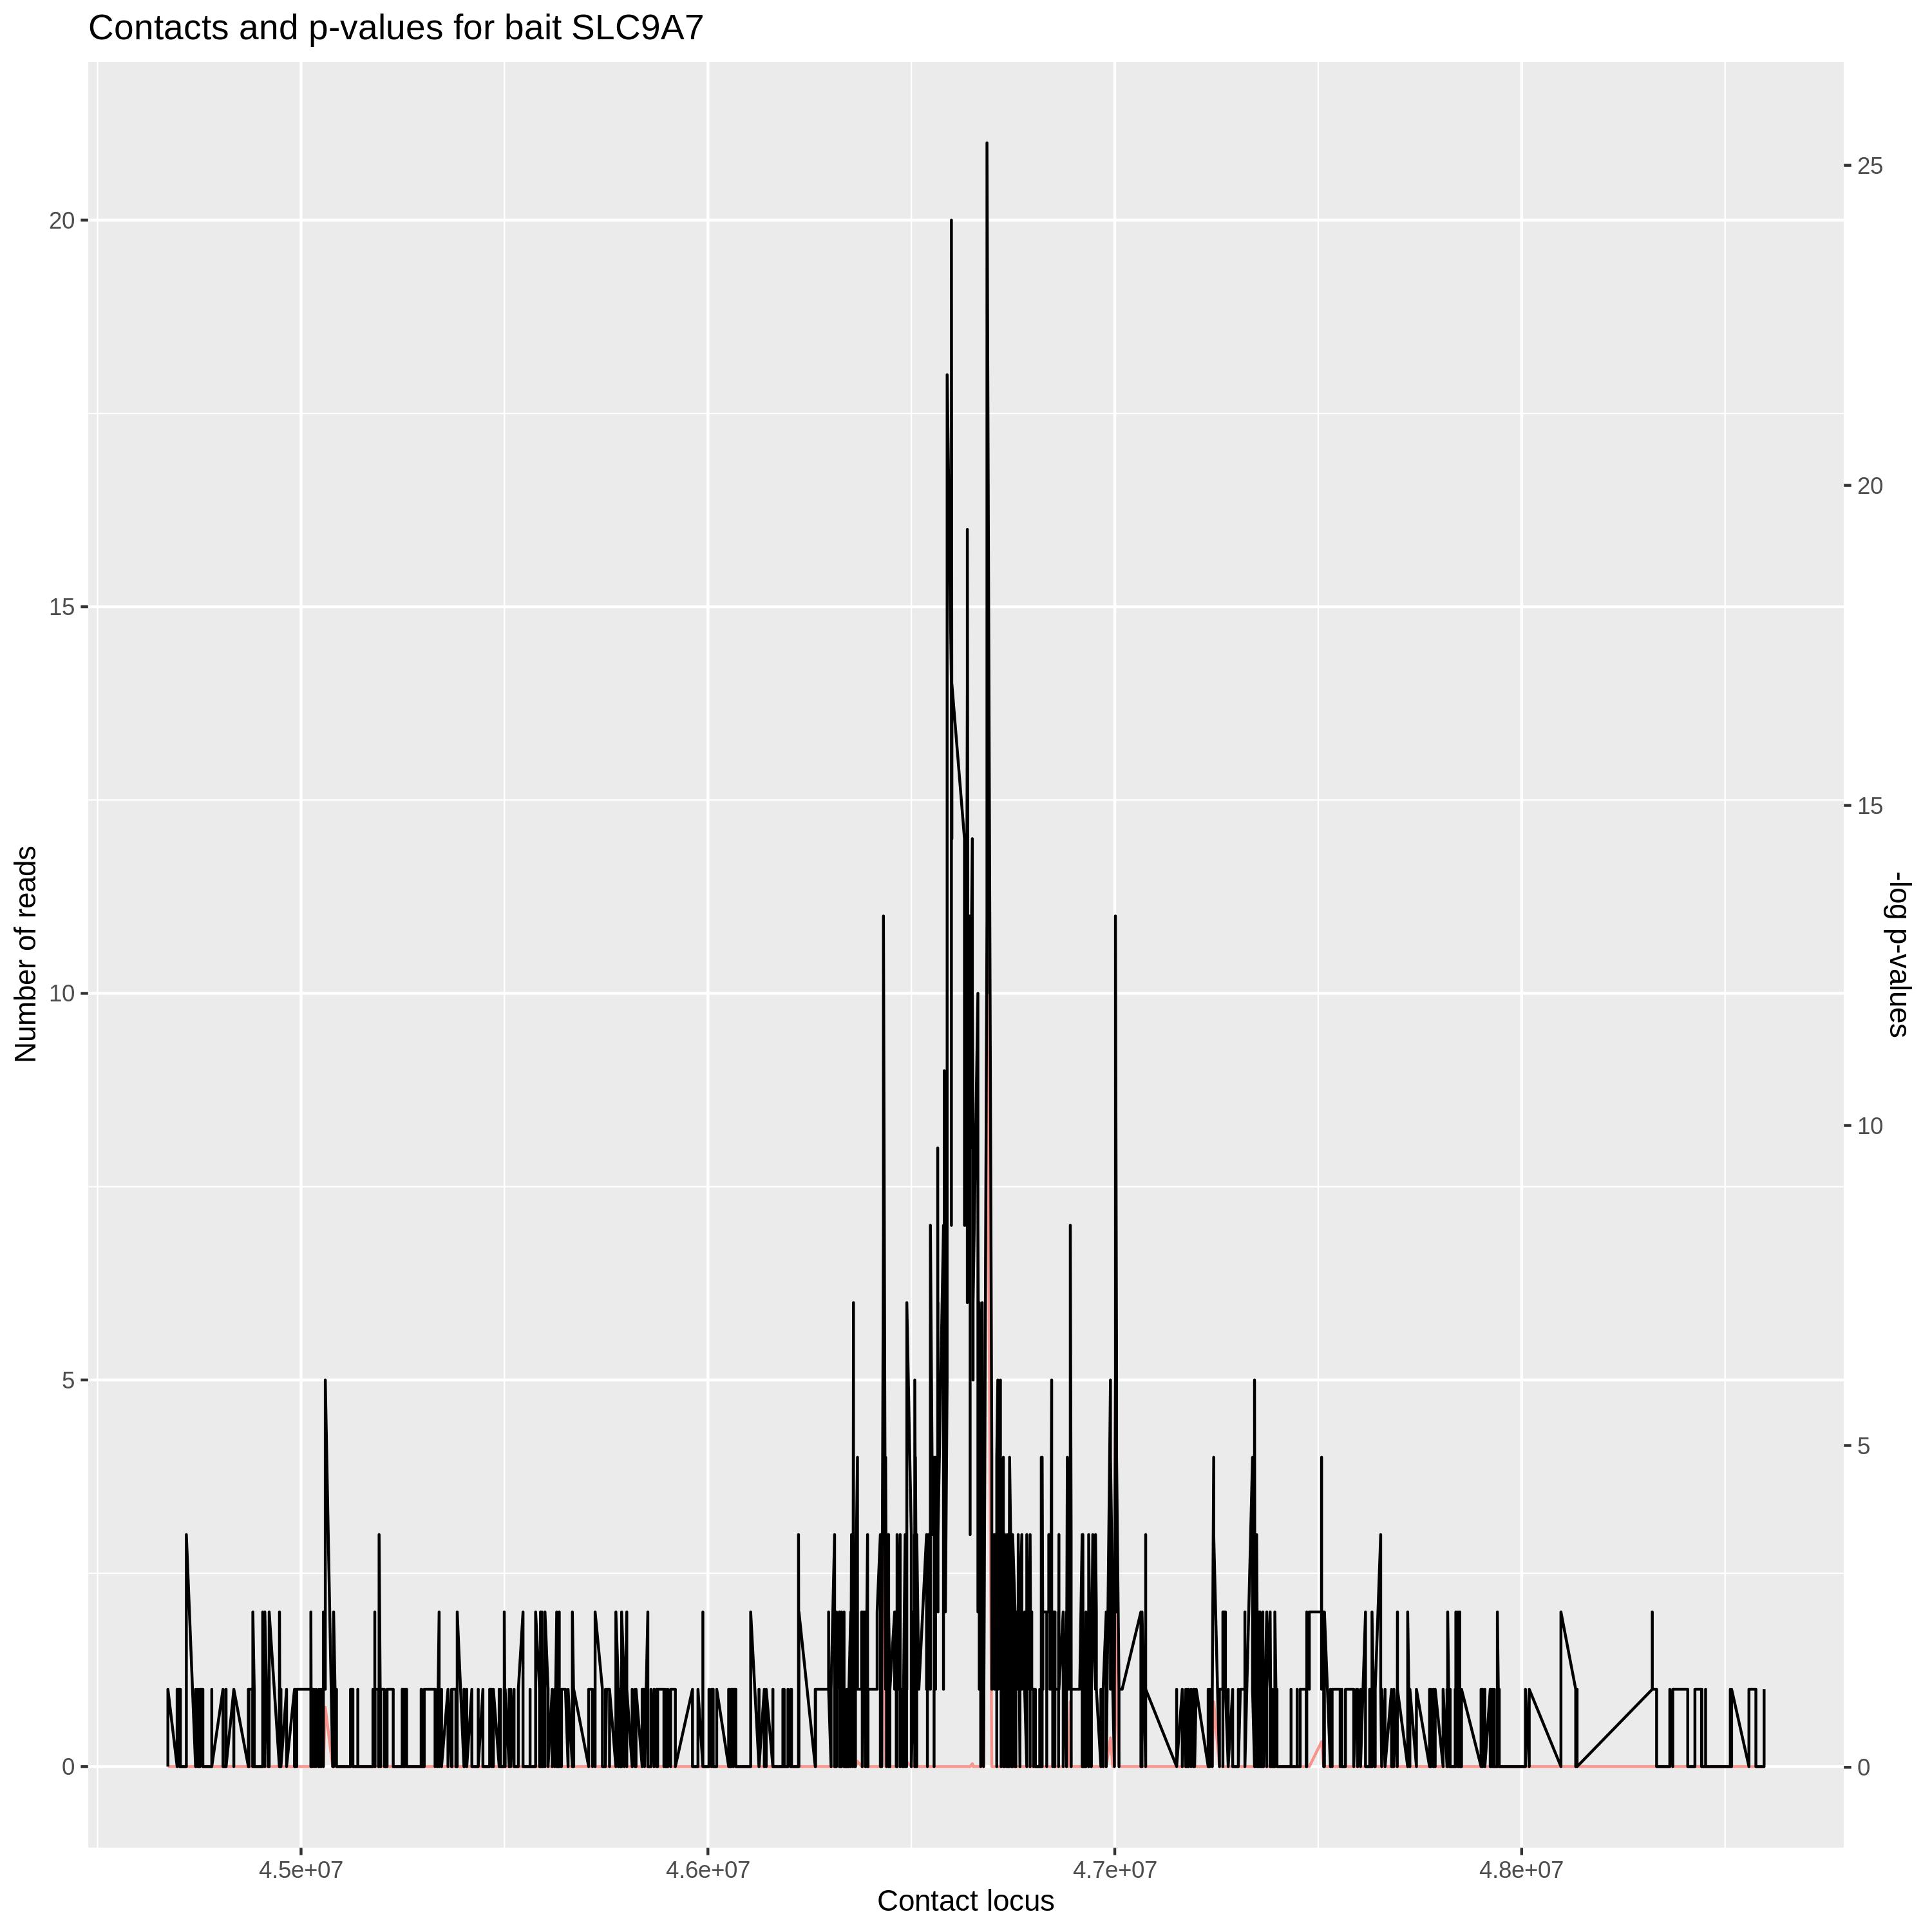 Contacts and p-values for bait SLC9A7
20
15
10
5
0
Number of reads
25
20
15
10
5
0
-log p-values
4.5e+07
4.6e+07
4.7e+07
4.8e+07
Contact locus